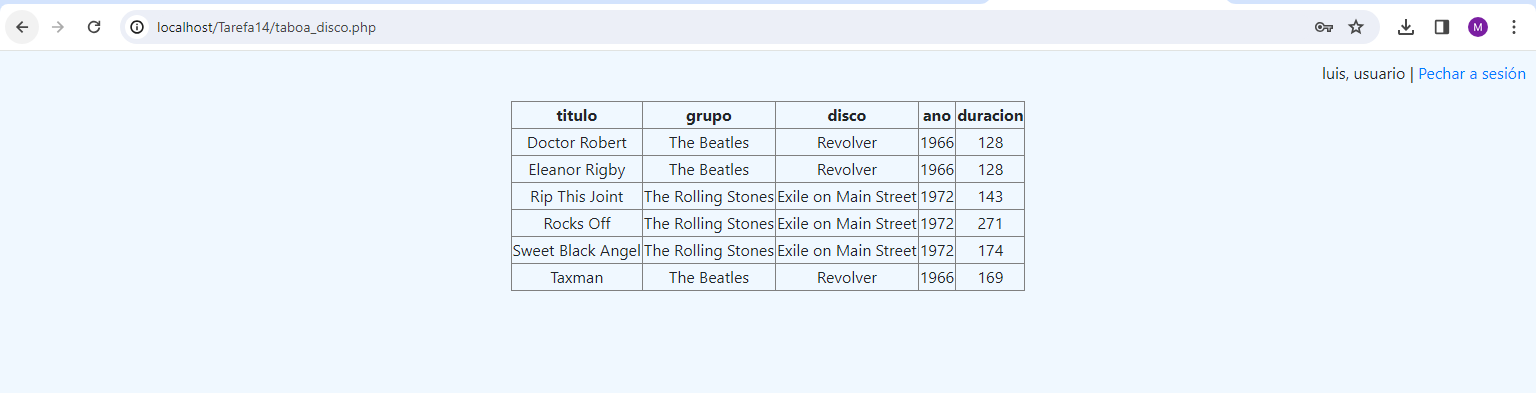 localhost/Tarefa14/taboa_disco.php
M
luis, usuario | Pechar a sesión
titulo grupo disco ano duracion
Doctor Robert The Beatles Revolver 1966 128
Eleanor Rigby The Beatles Revolver 1966 128
Rip This Joint The Rolling Stones Exile on Main Street 1972 143
Rocks Off The Rolling Stones Exile on Main Street 1972 271
Sweet Black Angel The Rolling Stones Exile on Main Street 1972 174
Taxman The Beatles Revolver 1966 169